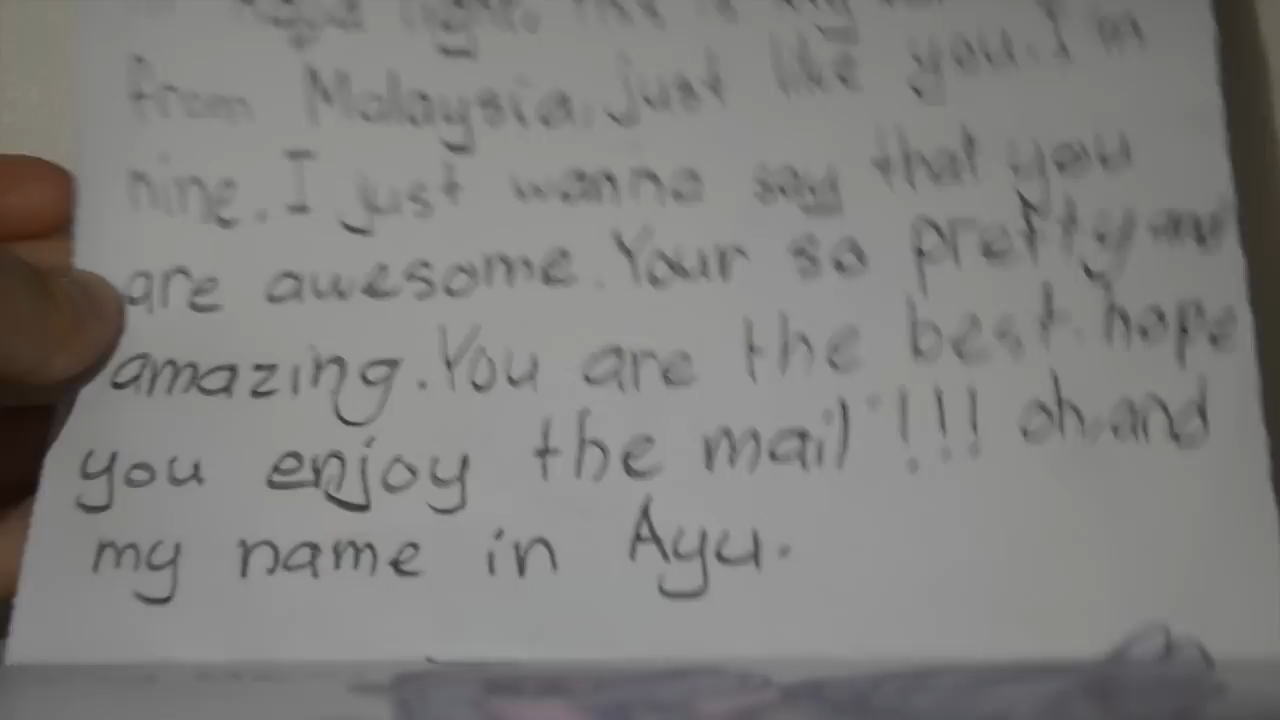 from Malaysia. just like you. I'm
nine. I just wanna say that you
are awesome. Your so pretty and
amazing. You are the best. hope
you enjoy the mail !!! oh and
my name in Ayu.